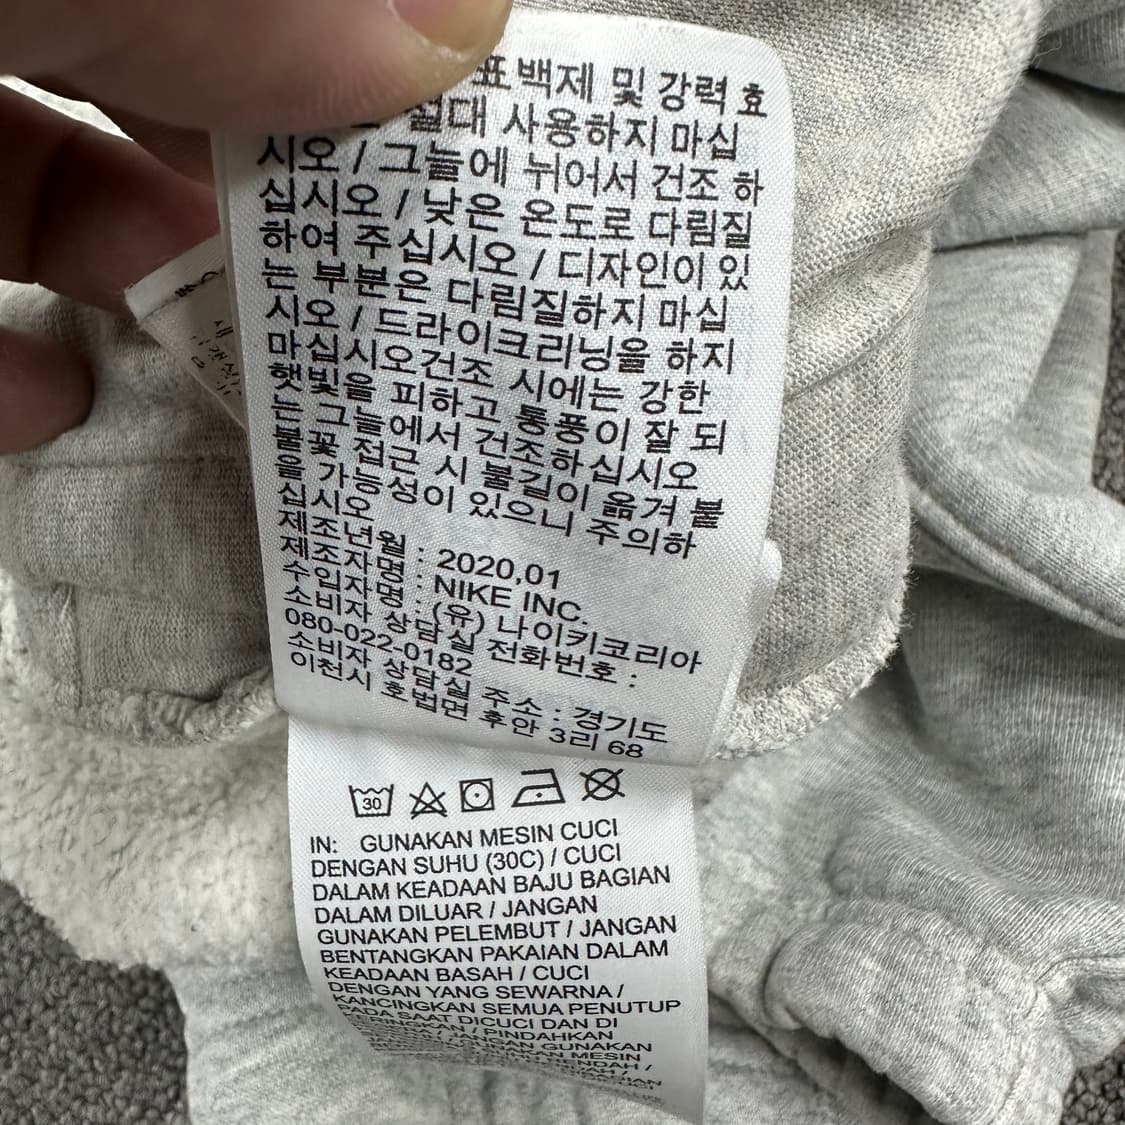 표백제 및 강력 효
절대 사용하지 마십
시오 / 그늘에 뉘어서 건조 하
십시오 / 낮은 온도로 다림질
하여 주십시오 / 디자인이 있
는 부분은 다림질하지 마십
시오 / 드라이크리닝을 하지
마십시오건조 시에는 강한
햇빛을 피하고 통풍이 잘 되
는 그늘에서 건조하십시오
불꽃 접근 시 불길이 옮겨 붙
을 가능성이 있으니 주의하
십시오
제조년월 : 2020,01
제조자명 : NIKE INC.
수입자명 : (유) 나이키코리아
소비자 상담실 전화번호 :
080-022-0182
소비자 상담실 주소 : 경기도
이천시 호법면 후안 3리 68
30
IN: GUNAKAN MESIN CUCI
DENGAN SUHU (30C) / CUCI
DALAM KEADAAN BAJU BAGIAN
DALAM DILUAR / JANGAN
GUNAKAN PELEMBUT / JANGAN
BENTANGKAN PAKAIAN DALAM
KEADAAN BASAH / CUCI
DENGAN YANG SEWARNA /
KANCINGKAN SEMUA PENUTUP
PADA SAAT DICUCI DAN DI
KERINGKAN / PINDAHKAN
/ JANGAN GUNAKAN
GUNAKAN MESIN
RENDAH /